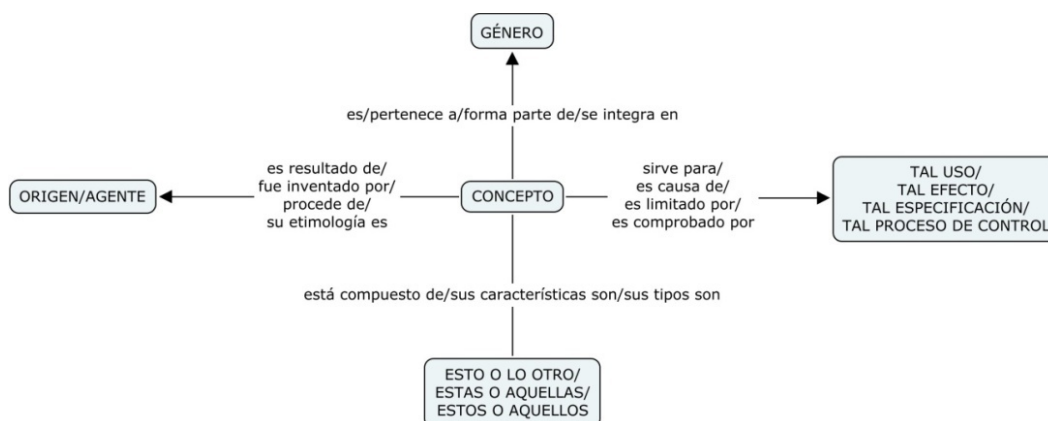 GÉNERO
es/pertenece a/forma parte de/se integra en
ORIGEN/AGENTE
es resultado de/
fue inventado por/
procede de/
su etimología es
CONCEPTO
sirve para/
es causa de/
es limitado por/
es comprobado por
TAL USO/
TAL EFECTO/
TAL ESPECIFICACIÓN/
TAL PROCESO DE CONTROL
está compuesto de/sus características son/sus tipos son
ESTO O LO OTRO/
ESTAS O AQUELLAS/
ESTOS O AQUELLOS